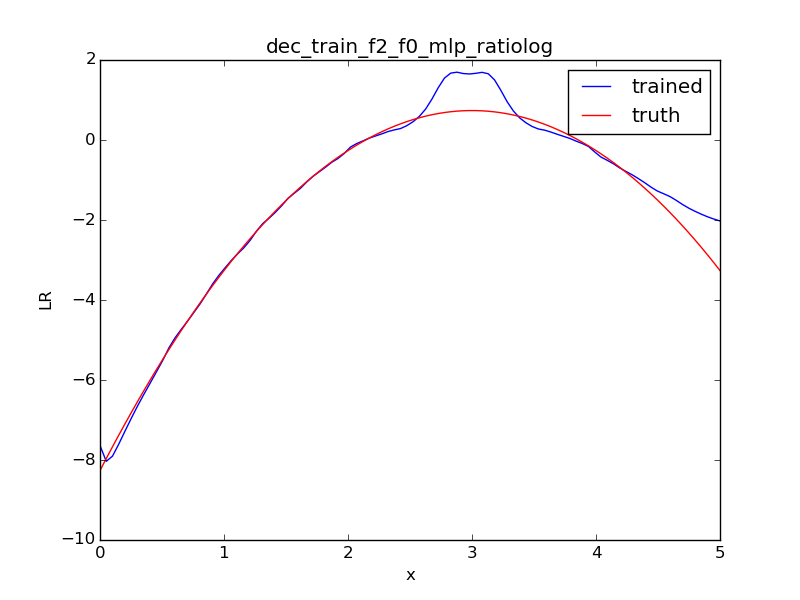 dec_train_f2_f0_mlp_ratiolog
trained
truth
LR
2
0
−2
−4
−6
−8
−10
0 1 2 3 4 5
x